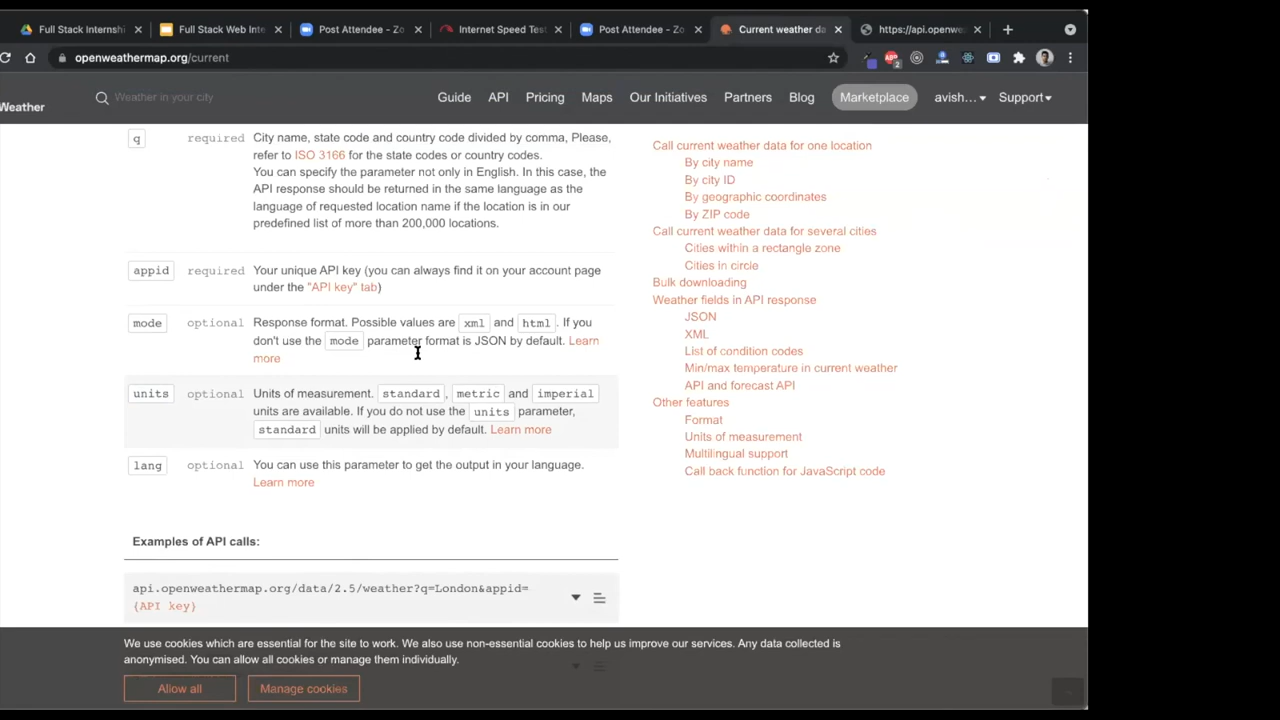 Full Stack Internshi
Full Stack Web Inte
Post Attendee - Zo
Internet Speed Test
Post Attendee - Zo
Current weather da
https://api.openwe
openweathermap.org/current
2
Weather
Weather in your city
Guide
API
Pricing
Maps
Our Initiatives
Partners
Blog
Marketplace
avish...
Support
q
required
City name, state code and country code divided by comma, Please,
refer to ISO 3166 for the state codes or country codes.
You can specify the parameter not only in English. In this case, the
API response should be returned in the same language as the
language of requested location name if the location is in our
predefined list of more than 200,000 locations.
appid
required
Your unique API key (you can always find it on your account page
under the "API key" tab)
mode
optional
Response format. Possible values are xml and html. If you
don't use the mode parameter format is JSON by default. Learn
more
units
optional
Units of measurement. standard, metric and imperial
units are available. If you do not use the units parameter,
standard units will be applied by default. Learn more
lang
optional
You can use this parameter to get the output in your language.
Learn more
Examples of API calls:
api.openweathermap.org/data/2.5/weather?q=London&appid=
{API key}
Call current weather data for one location
By city name
By city ID
By geographic coordinates
By ZIP code
Call current weather data for several cities
Cities within a rectangle zone
Cities in circle
Bulk downloading
Weather fields in API response
JSON
XML
List of condition codes
Min/max temperature in current weather
API and forecast API
Other features
Format
Units of measurement
Multilingual support
Call back function for JavaScript code
We use cookies which are essential for the site to work. We also use non-essential cookies to help us improve our services. Any data collected is
anonymised. You can allow all cookies or manage them individually.
Allow all
Manage cookies